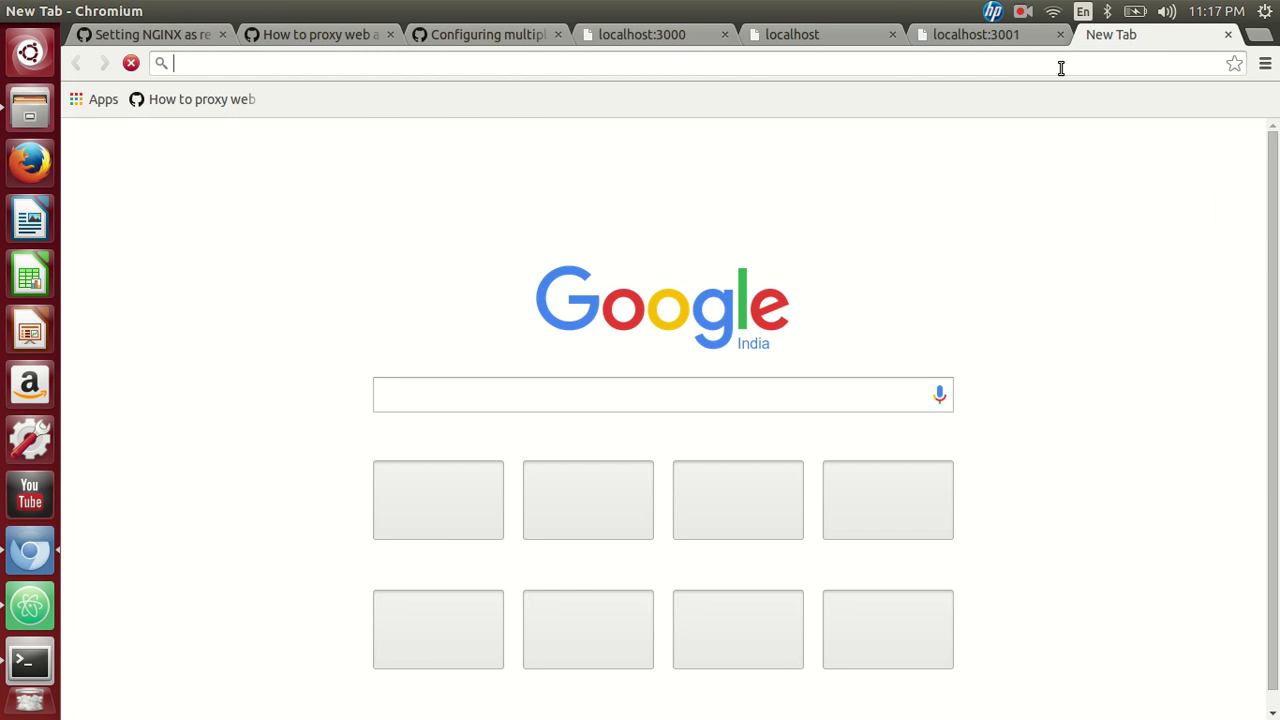 New Tab - Chromium
hp
En
11:17 PM
Setting NGINX as re
How to proxy web a
Configuring multipl
localhost:3000
localhost
localhost:3001
New Tab
Apps
How to proxy web
Google
India
a
You
Tube
>_